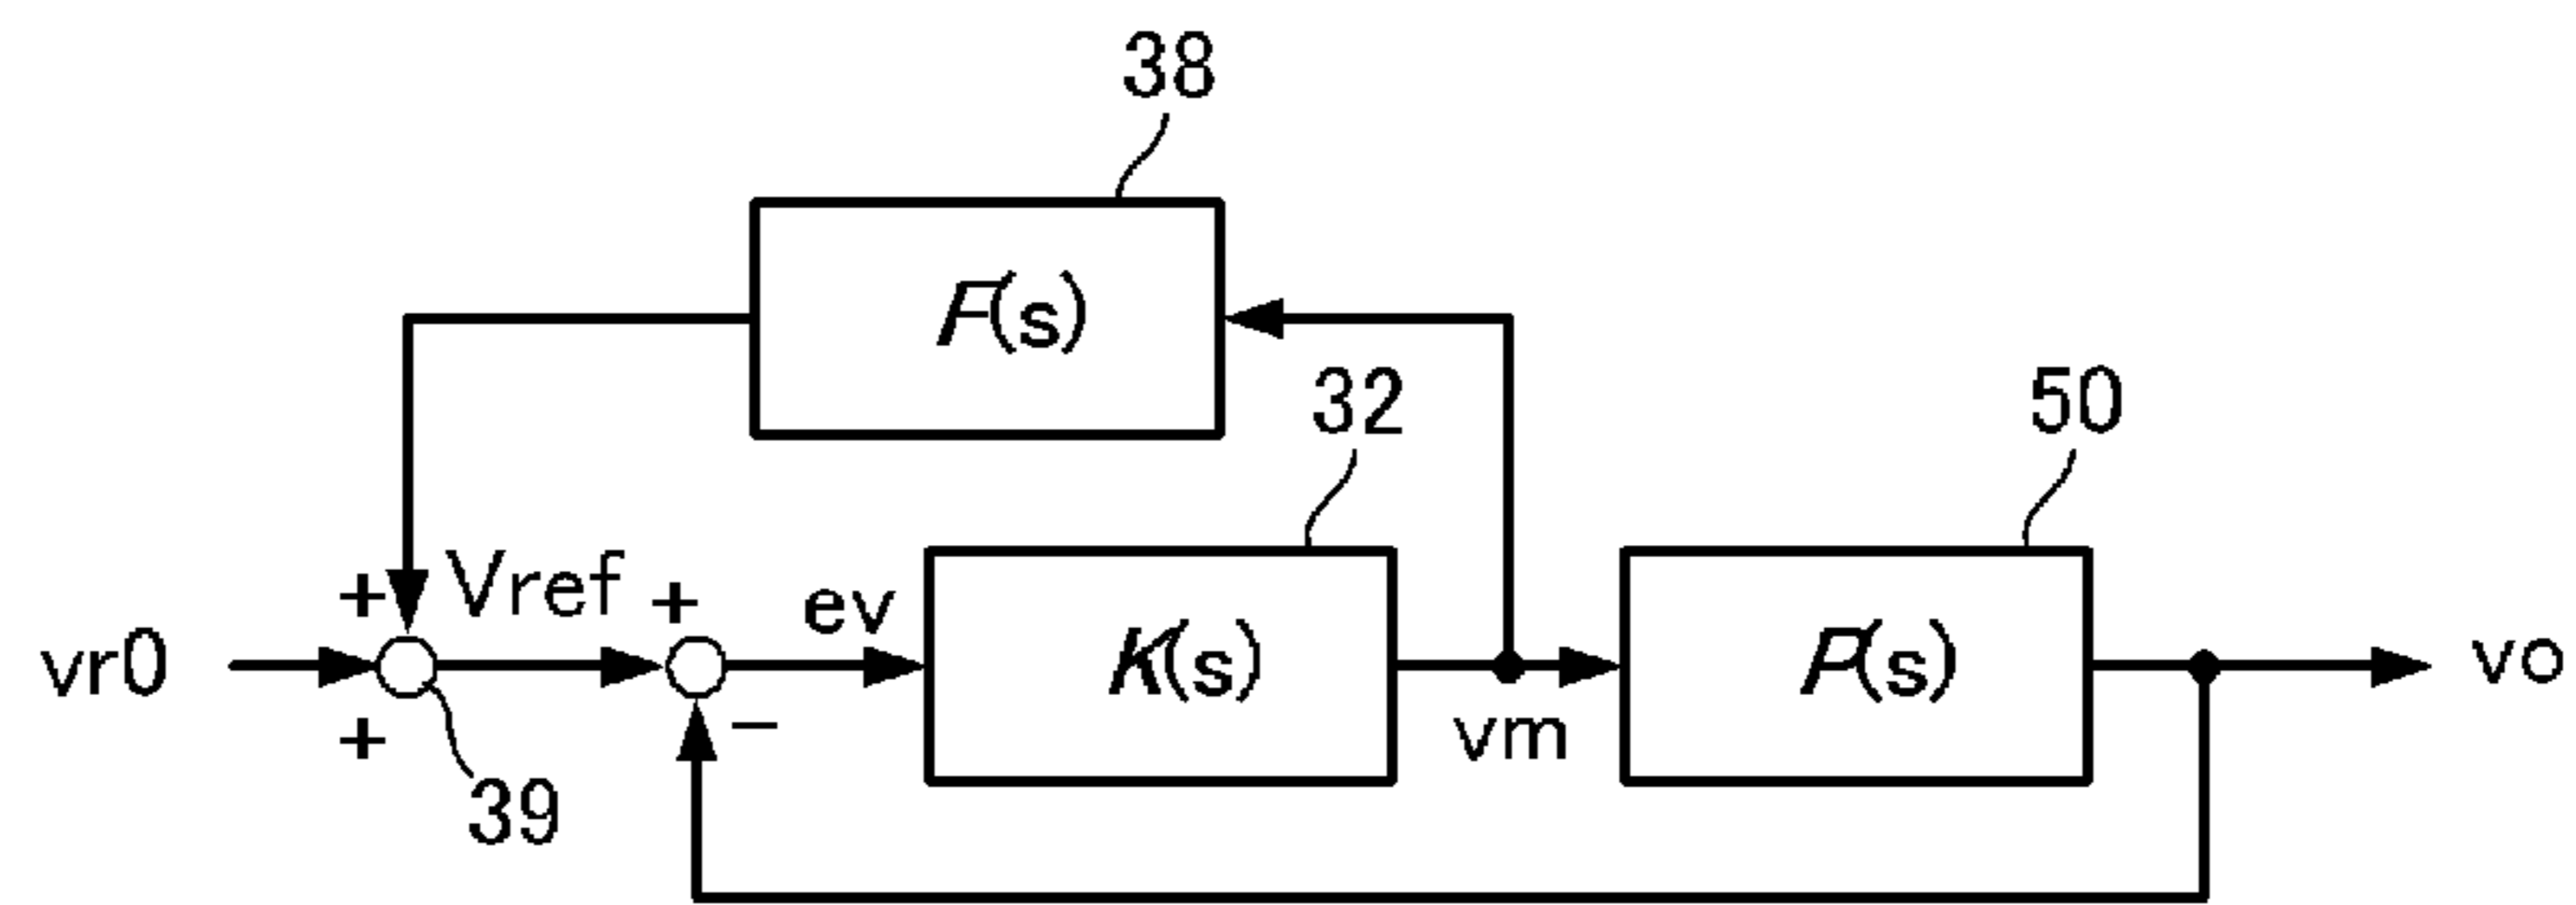 38
F(s)
32
50
+ Vref + ev
vr0 K(s) P(s) vo
+ − vm
39